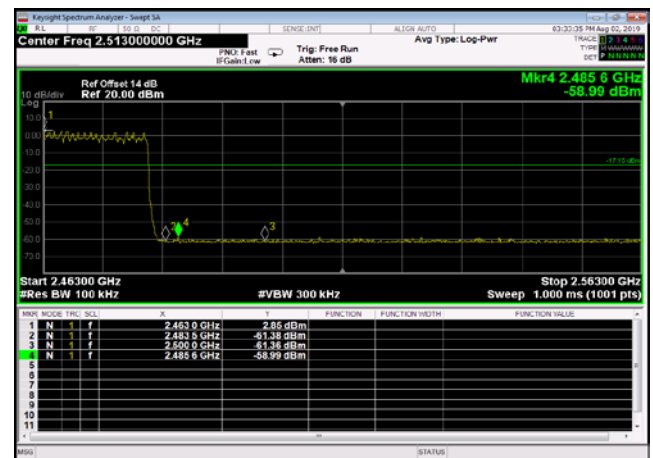 Keysight Spectrum Analyzer - Swept SA
RL RF 50 Ω DC SENSE:INT ALIGN AUTO 03:33:35 PM Aug 02, 2019
Center Freq 2.513000000 GHz PNO: Fast Trig: Free Run Avg Type: Log-Pwr TRACE 1 2 3 4 5 6
IFGain:Low Atten: 16 dB TYPE
DET P N N N N N
Ref Offset 14 dB Mkr4 2.485 6 GHz
10 dB/div Ref 20.00 dBm -58.99 dBm
Log
10.0 1
0.00
-10.0
-17.15 dBm
-20.0
-30.0
-40.0
-50.0
2 4 3
-60.0
-70.0
Start 2.46300 GHz Stop 2.56300 GHz
#Res BW 100 kHz #VBW 300 kHz Sweep 1.000 ms (1001 pts)
MKR MODE TRC SCL X Y FUNCTION FUNCTION WIDTH FUNCTION VALUE
1 N 1 f 2.463 0 GHz 2.85 dBm
2 N 1 f 2.483 5 GHz -61.38 dBm
3 N 1 f 2.500 0 GHz -61.36 dBm
4 N 1 f 2.485 6 GHz -58.99 dBm
5
6
7
8
9
10
11
MSG STATUS